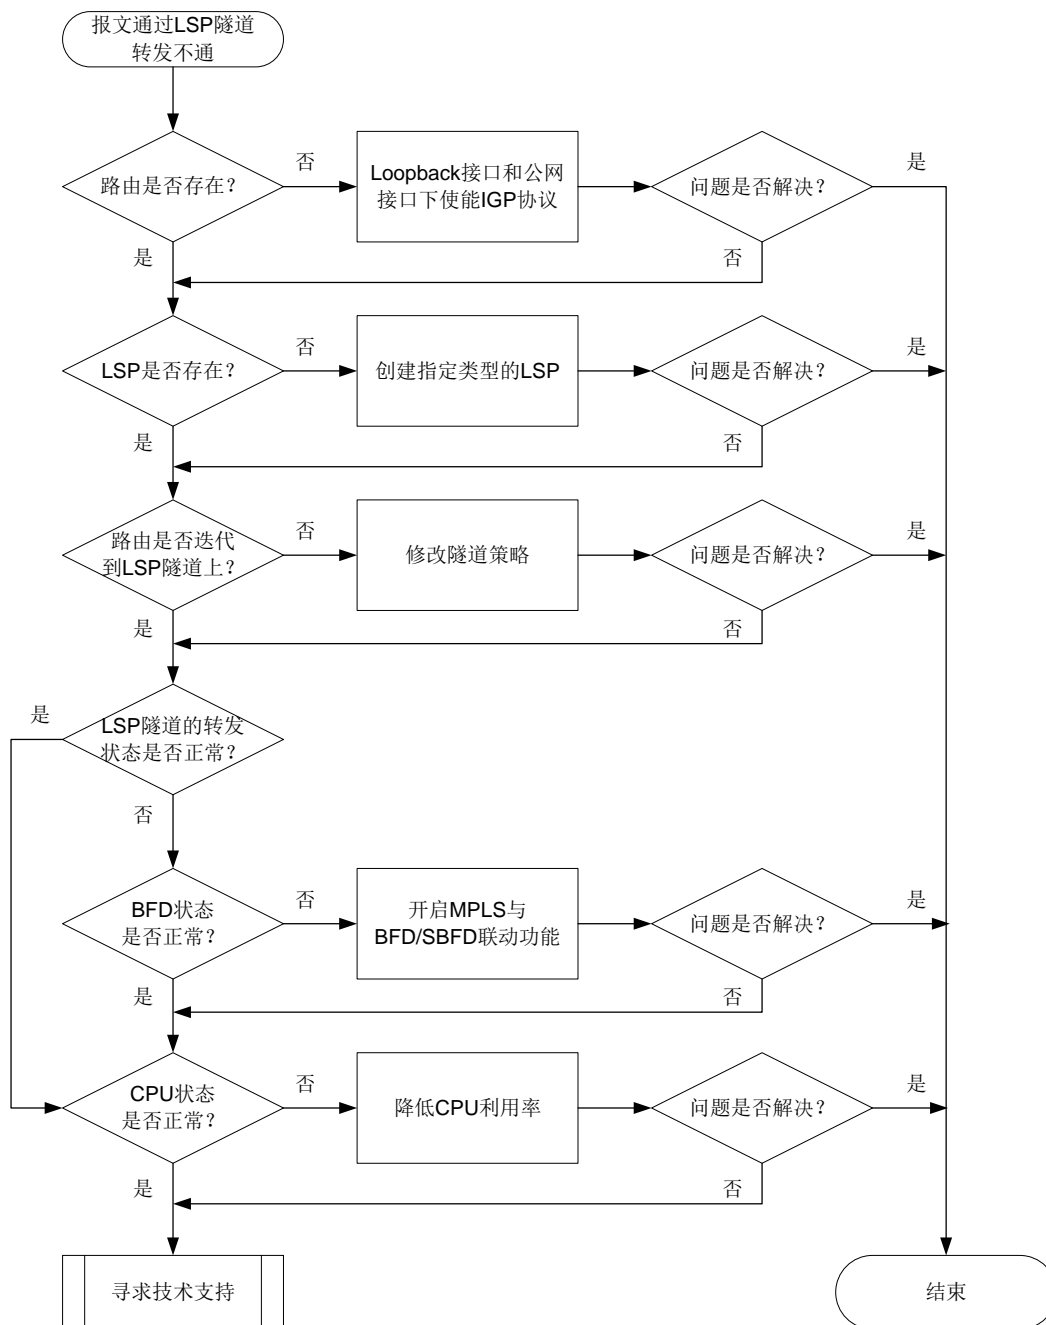 报文通过LSP隧道
转发不通
路由是否存在？
否
Loopback接口和公网
接口下使能IGP协议
问题是否解决？
是
是
否
LSP是否存在？
否
创建指定类型的LSP
问题是否解决？
是
是
否
路由是否迭代
到LSP隧道上？
否
修改隧道策略
问题是否解决？
是
是
否
是
LSP隧道的转发
状态是否正常？
否
BFD状态
是否正常？
否
开启MPLS与
BFD/SBFD联动功能
问题是否解决？
是
是
否
CPU状态
是否正常？
否
降低CPU利用率
问题是否解决？
是
是
否
寻求技术支持
结束